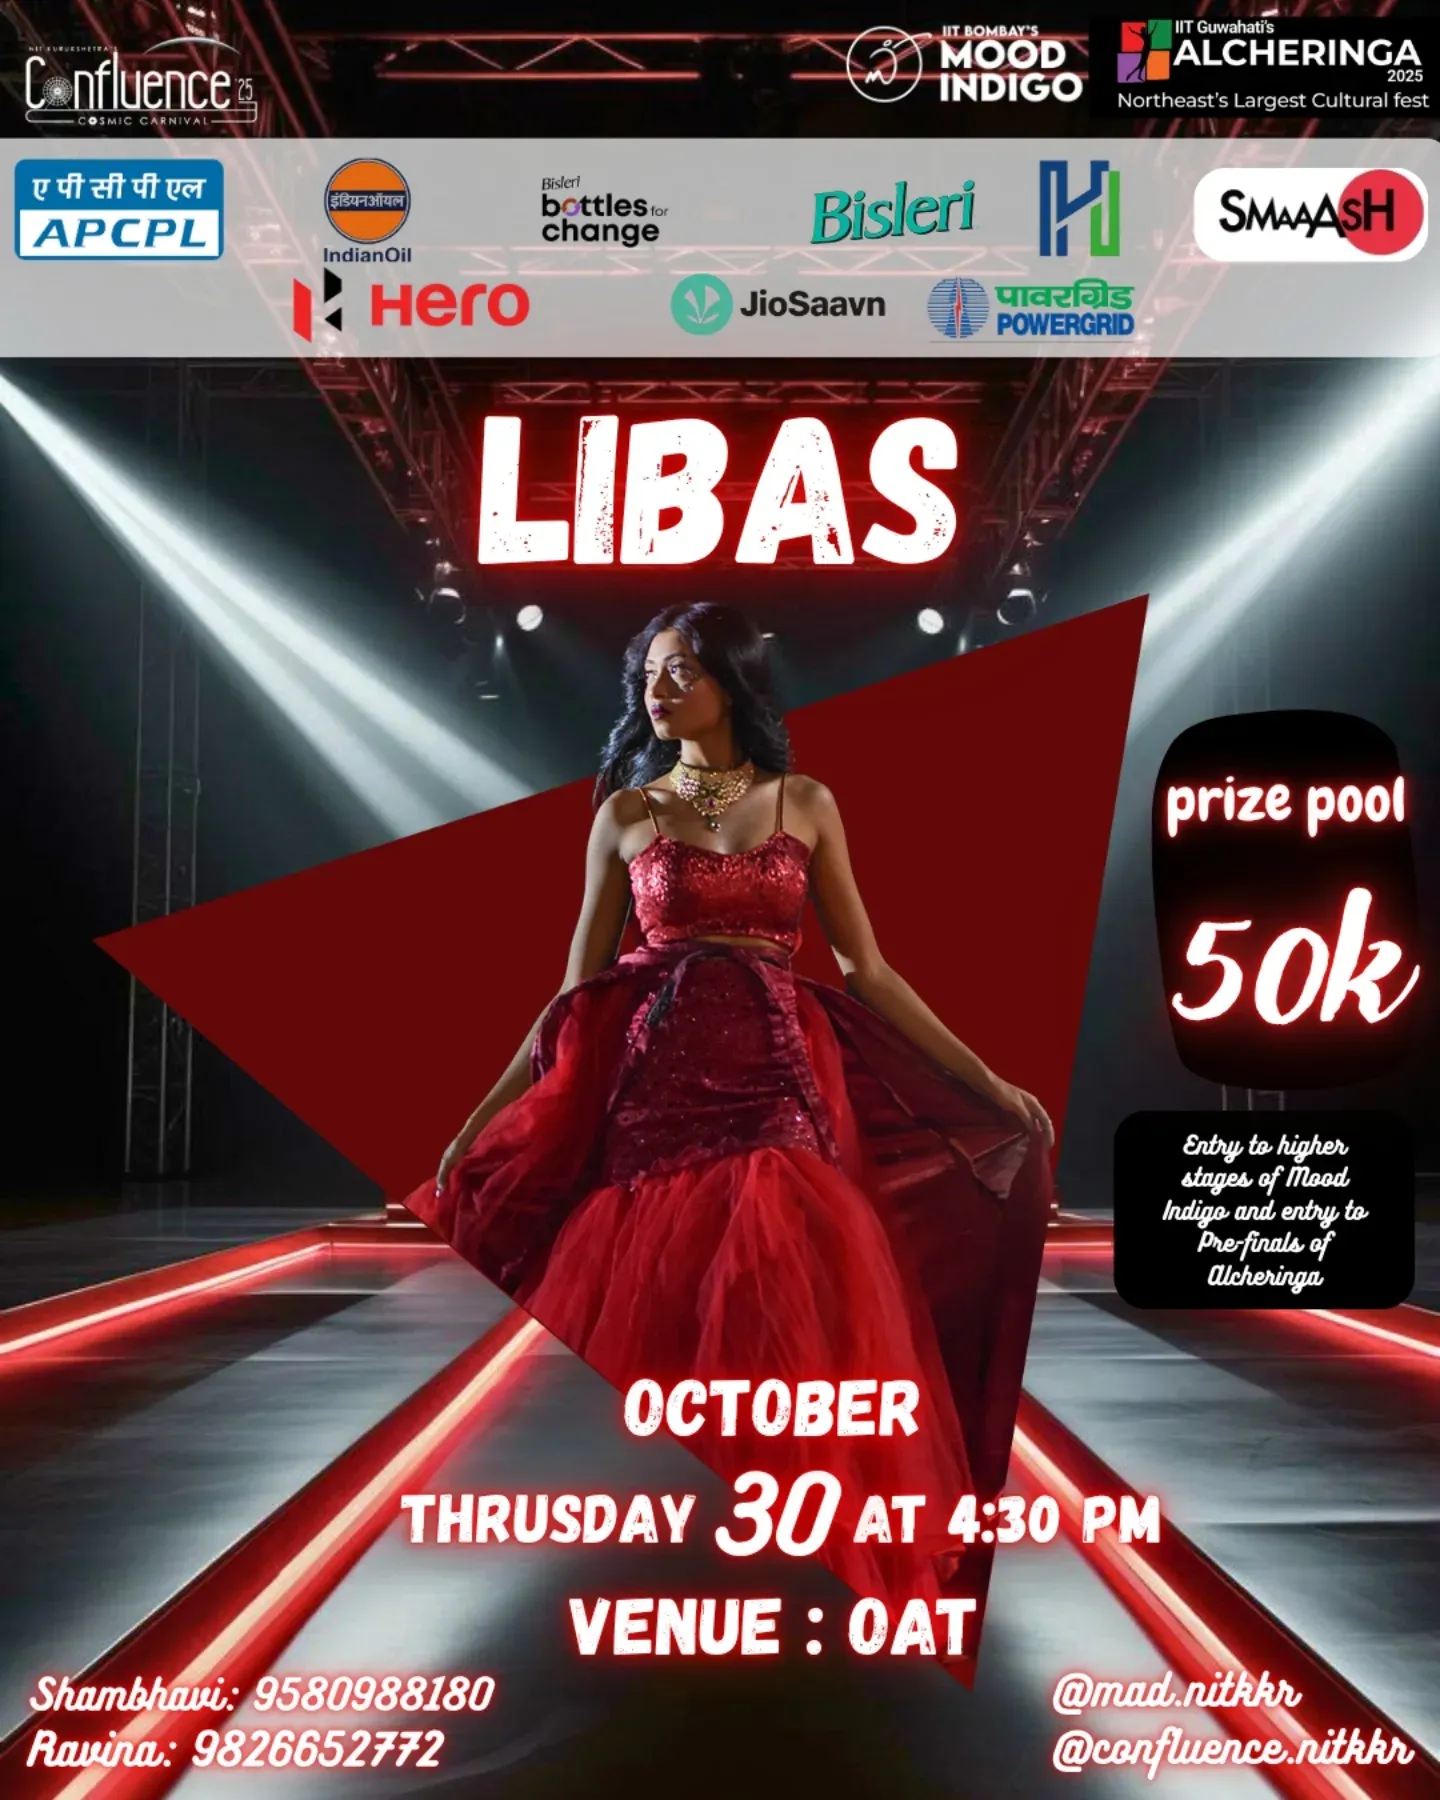 NIT KURUKSHETRA'S
Confluence '25
COSMIC CARNIVAL
IIT BOMBAY'S
MOOD
INDIGO
IIT Guwahati's
ALCHERINGA
2025
Northeast's Largest Cultural fest
ए पी सी पी एल
APCPL
इंडियनऑयल
IndianOil
Bisleri
bottles for
change
Bisleri
SMAAASH
Hero
JioSaavn
पावरग्रिड
POWERGRID
LIBAS
prize pool
50k
Entry to higher
stages of Mood
Indigo and entry to
Pre-finals of
Alcheringa
OCTOBER
THRUSDAY 30 AT 4:30 PM
VENUE : OAT
Shambhavi: 9580988180
Ravina: 9826652772
@mad.nitkkr
@confluence.nitkkr